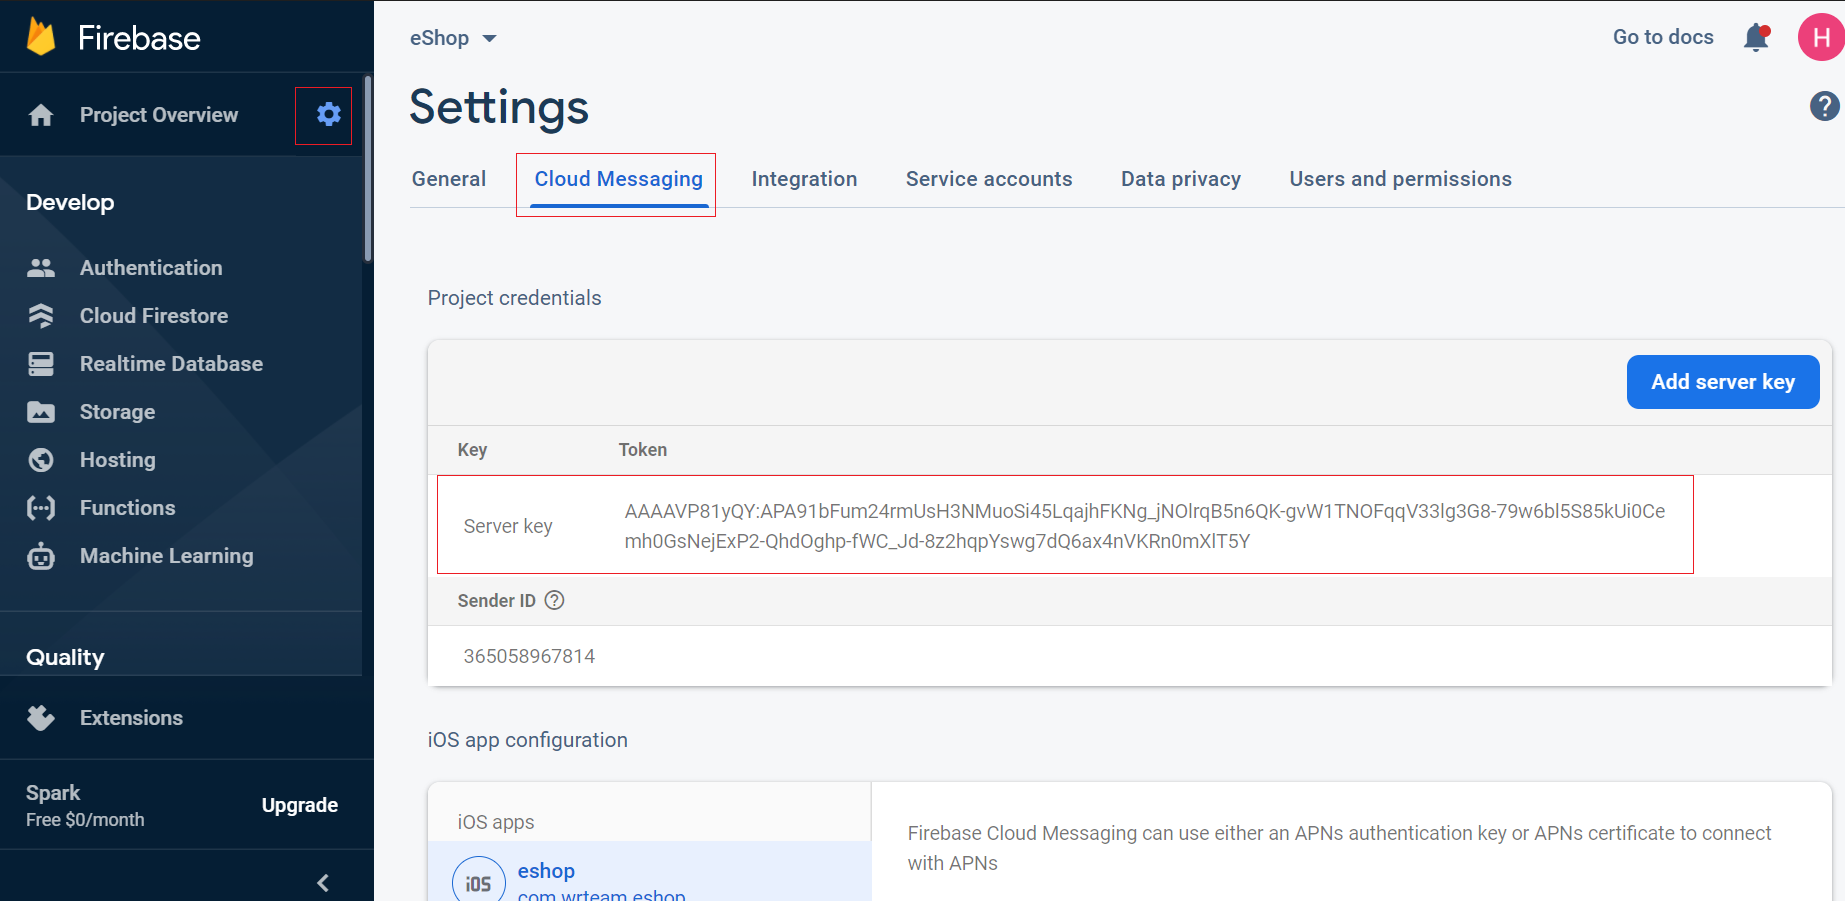 Firebase
Project Overview
Develop
Authentication
Cloud Firestore
Realtime Database
Storage
Hosting
Functions
Machine Learning
Quality
Extensions
Spark
Free $0/month
Upgrade
eShop
Go to docs
H
Settings
General
Cloud Messaging
Integration
Service accounts
Data privacy
Users and permissions
Project credentials
Add server key
Key
Token
Server key
AAAAVP81yQY:APA91bFum24rmUsH3NMuoSi45LqajhFKNg_jNOlrqB5n6QK-gvW1TNOFqqV33lg3G8-79w6bl5S85kUi0Ce
mh0GsNejExP2-QhdOghp-fWC_Jd-8z2hqpYswg7dQ6ax4nVKRn0mXlT5Y
Sender ID
365058967814
iOS app configuration
iOS apps
iOS
eshop
com.wrteam.eshop
Firebase Cloud Messaging can use either an APNs authentication key or APNs certificate to connect
with APNs